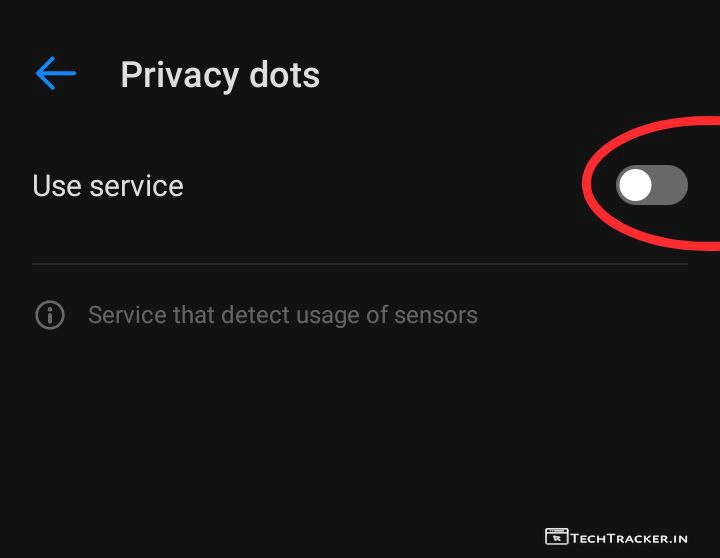 Privacy dots
Use service
Service that detect usage of sensors
TechTracker.in